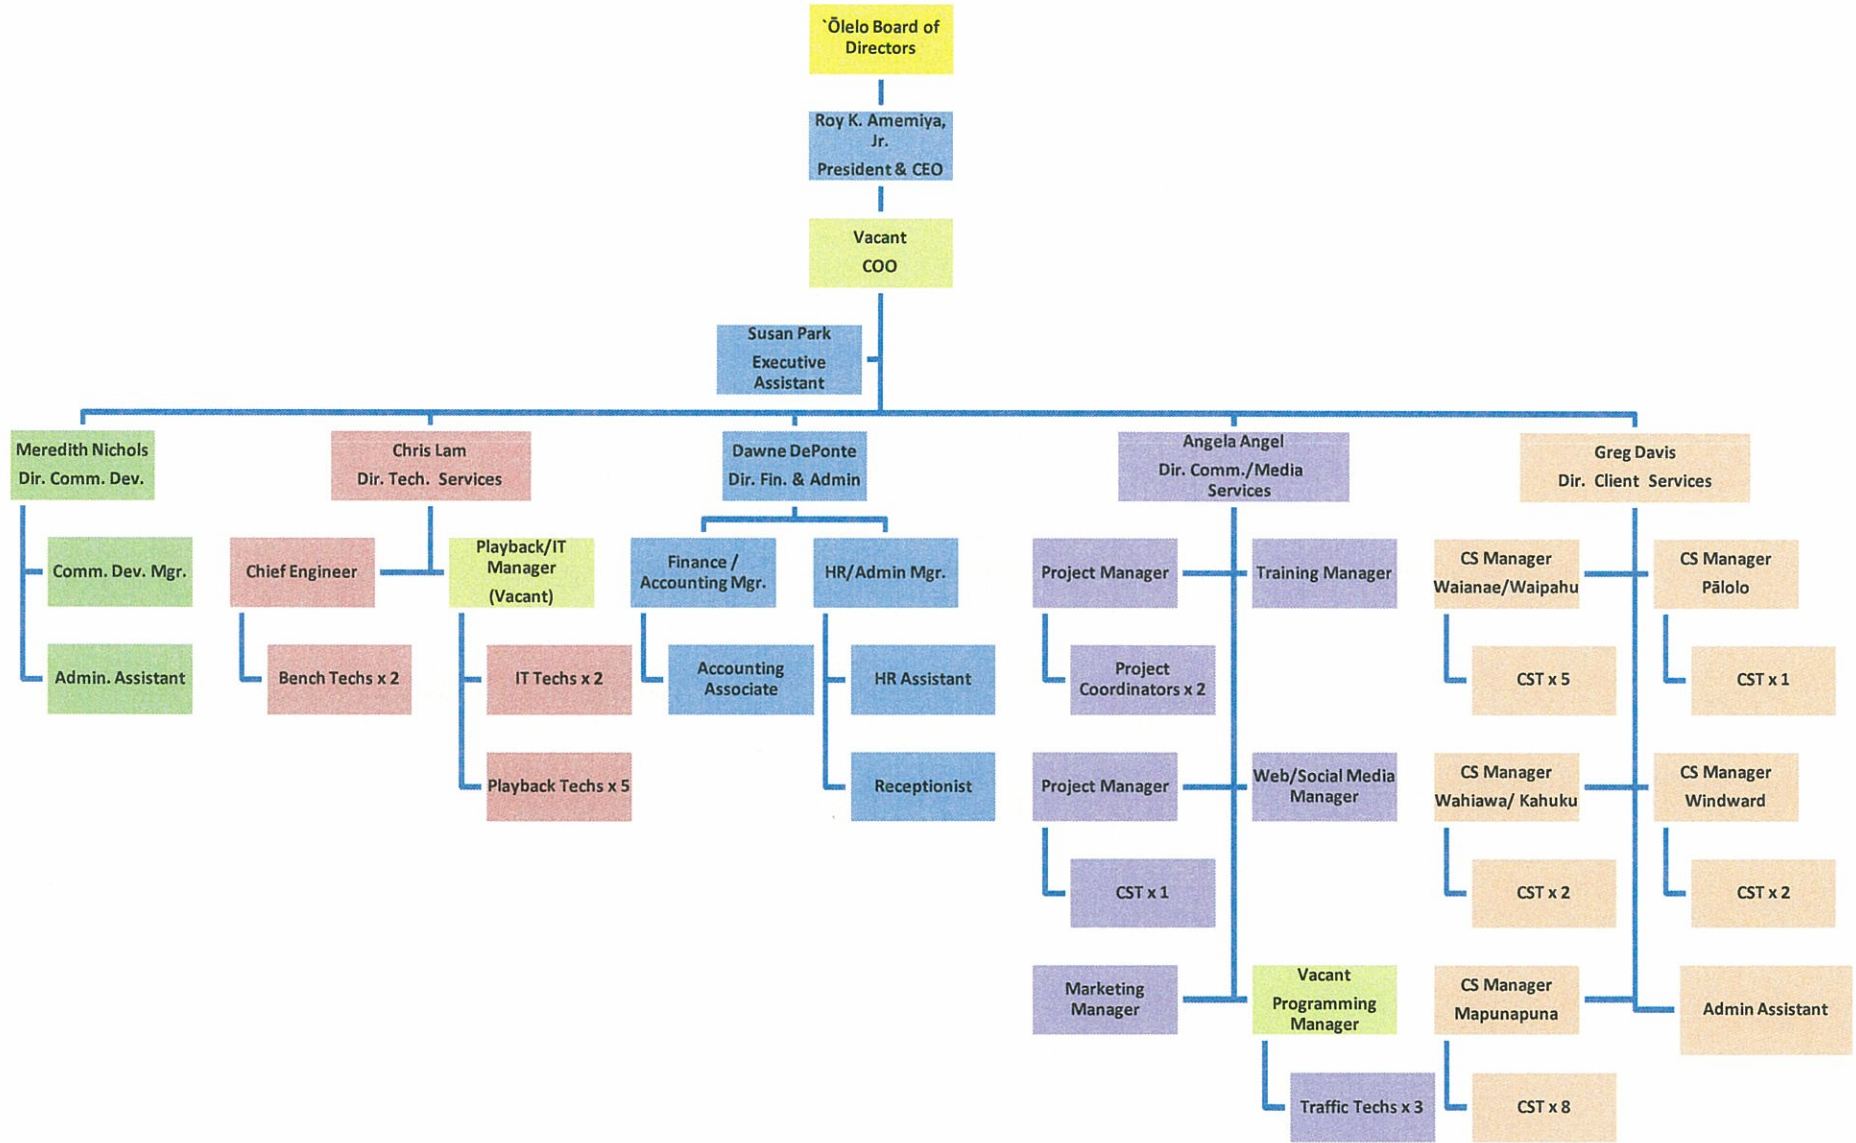 `Ōlelo Board of
Directors
Roy K. Amemiya,
Jr.
President & CEO
Vacant
COO
Susan Park
Executive
Assistant
Meredith Nichols
Dir. Comm. Dev.
Comm. Dev. Mgr.
Admin. Assistant
Chris Lam
Dir. Tech. Services
Chief Engineer
Bench Techs x 2
Playback/IT
Manager
(Vacant)
IT Techs x 2
Playback Techs x 5
Dawne DePonte
Dir. Fin. & Admin
Finance /
Accounting Mgr.
Accounting
Associate
HR/Admin Mgr.
HR Assistant
Receptionist
Angela Angel
Dir. Comm./Media
Services
Project Manager
Project
Coordinators x 2
Training Manager
Project Manager
CST x 1
Web/Social Media
Manager
Marketing
Manager
Vacant
Programming
Manager
Traffic Techs x 3
Greg Davis
Dir. Client Services
CS Manager
Waianae/Waipahu
CST x 5
CS Manager
Pālolo
CST x 1
CS Manager
Wahiawa/ Kahuku
CST x 2
CS Manager
Windward
CST x 2
CS Manager
Mapunapuna
CST x 8
Admin Assistant